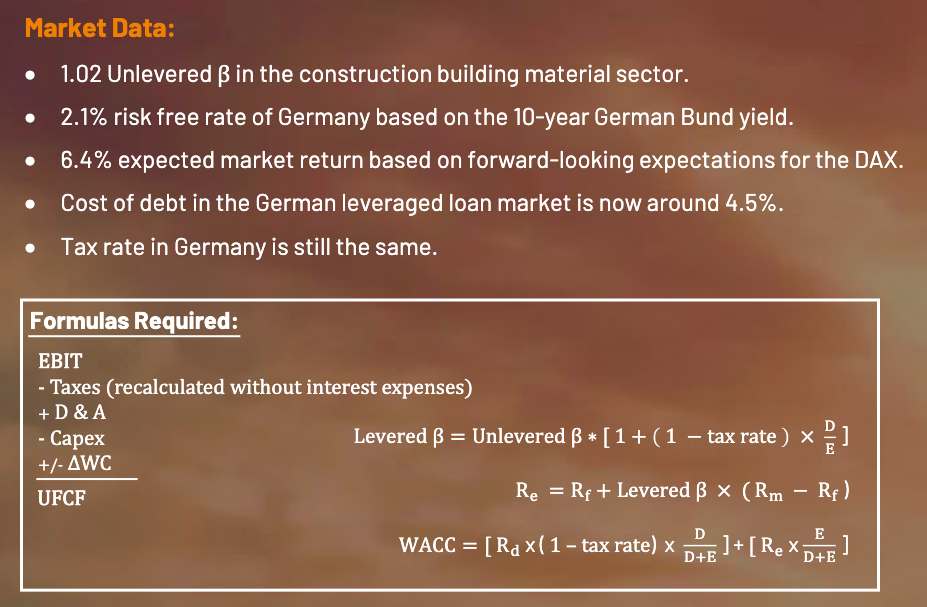 Market Data:
• 1.02 Unlevered β in the construction building material sector.
• 2.1% risk free rate of Germany based on the 10-year German Bund yield.
• 6.4% expected market return based on forward-looking expectations for the DAX.
• Cost of debt in the German leveraged loan market is now around 4.5%.
• Tax rate in Germany is still the same.
Formulas Required:
EBIT
- Taxes (recalculated without interest expenses)
+ D & A
- Capex
+/- ΔWC
UFCF
Levered β = Unlevered β * [ 1 + ( 1 − tax rate ) × D/E ]
Rₑ = R_f + Levered β × ( Rₘ − R_f )
WACC = [ R_d x ( 1 – tax rate) x D/(D+E) ] + [ Rₑ x E/(D+E) ]